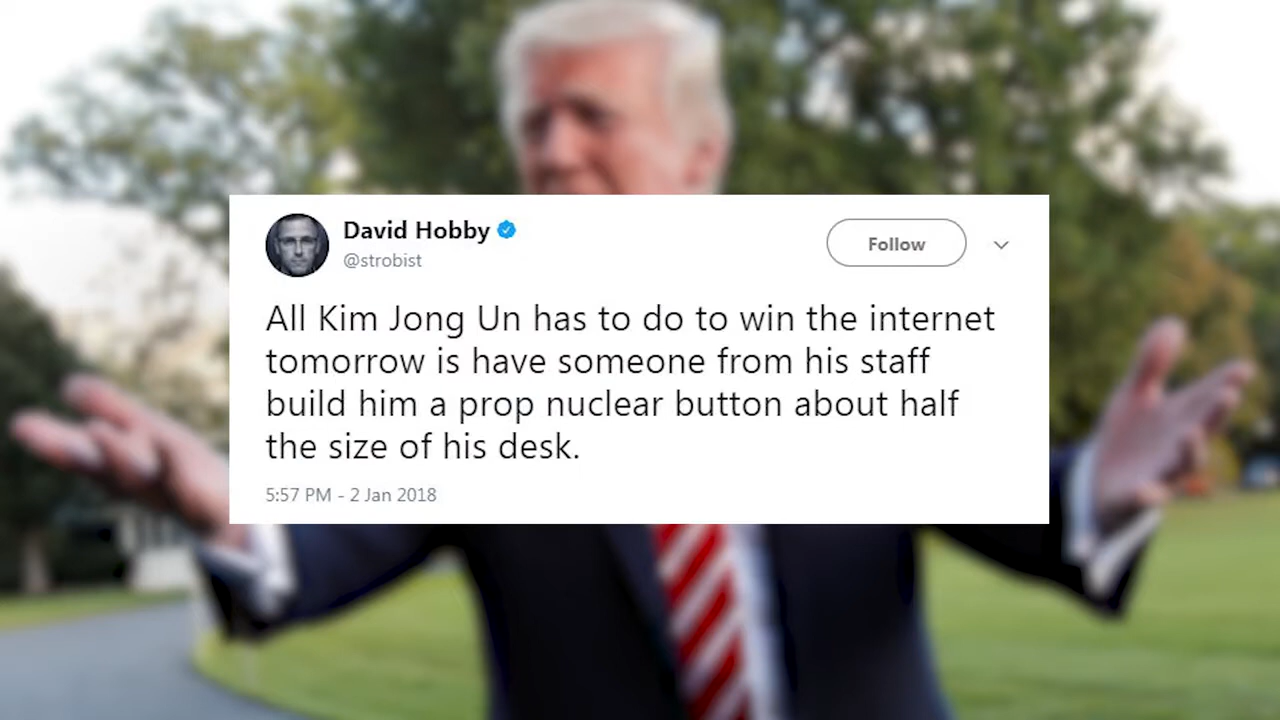 David Hobby
@strobist
Follow
All Kim Jong Un has to do to win the internet
tomorrow is have someone from his staff
build him a prop nuclear button about half
the size of his desk.
5:57 PM - 2 Jan 2018